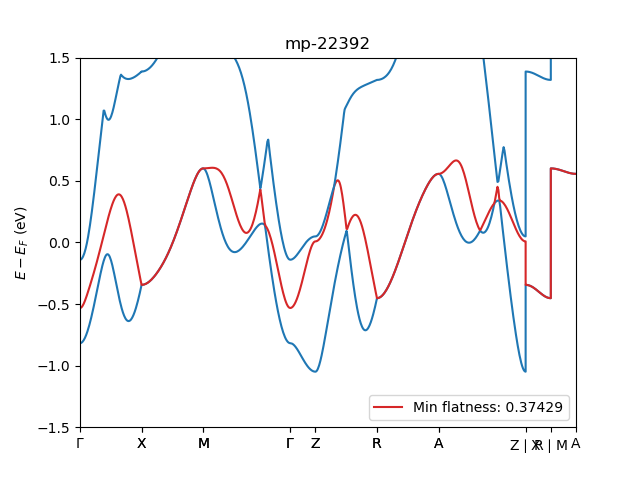 mp-22392
1.5
1.0
0.5
0.0
−0.5
−1.0
−1.5
E − E_F (eV)
Min flatness: 0.37429
Γ X M Γ Z R A Z | X R | M A